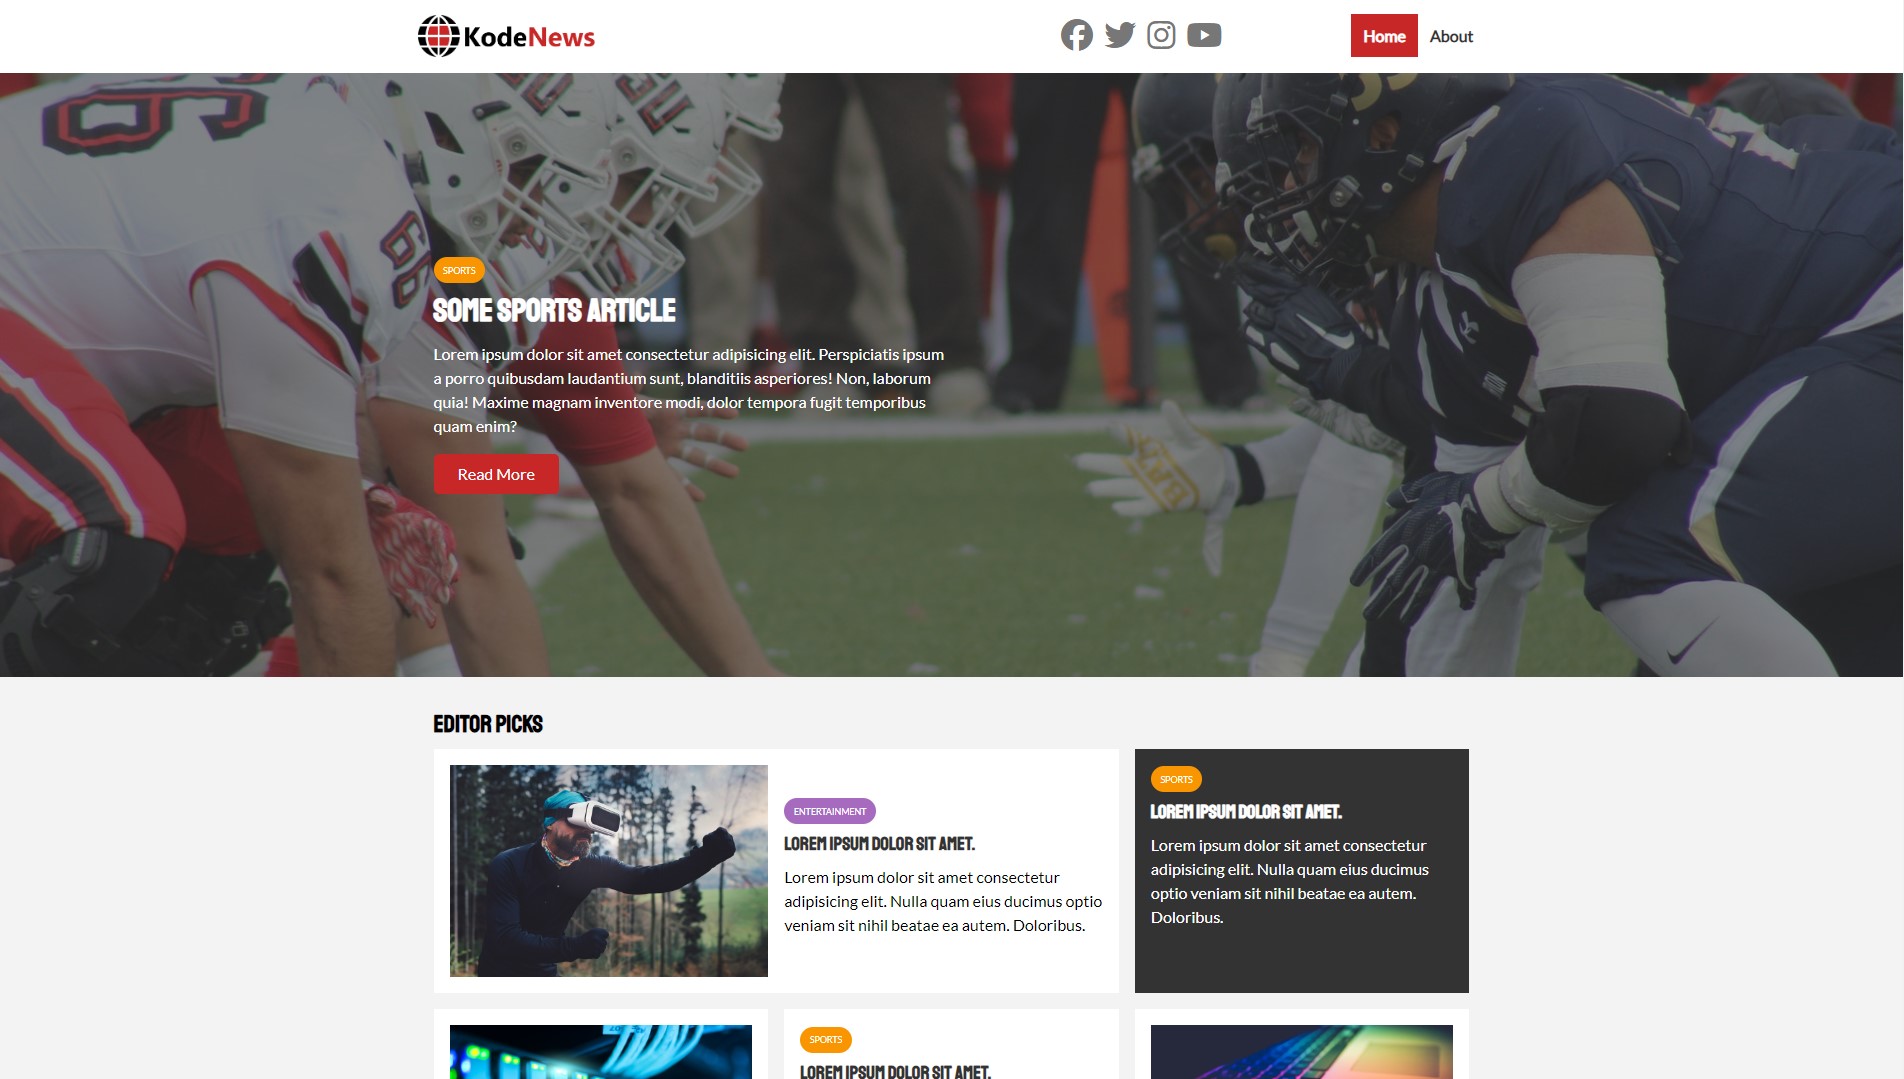 KodeNews
Home
About
SPORTS
SOME SPORTS ARTICLE
Lorem ipsum dolor sit amet consectetur adipisicing elit. Perspiciatis ipsum
a porro quibusdam laudantium sunt, blanditiis asperiores! Non, laborum
quia! Maxime magnam inventore modi, dolor tempora fugit temporibus
quam enim?
Read More
EDITOR PICKS
ENTERTAINMENT
LOREM IPSUM DOLOR SIT AMET.
Lorem ipsum dolor sit amet consectetur
adipisicing elit. Nulla quam eius ducimus optio
veniam sit nihil beatae ea autem. Doloribus.
SPORTS
LOREM IPSUM DOLOR SIT AMET.
Lorem ipsum dolor sit amet consectetur
adipisicing elit. Nulla quam eius ducimus
optio veniam sit nihil beatae ea autem.
Doloribus.
SPORTS
LOREM IPSUM DOLOR SIT AMET.